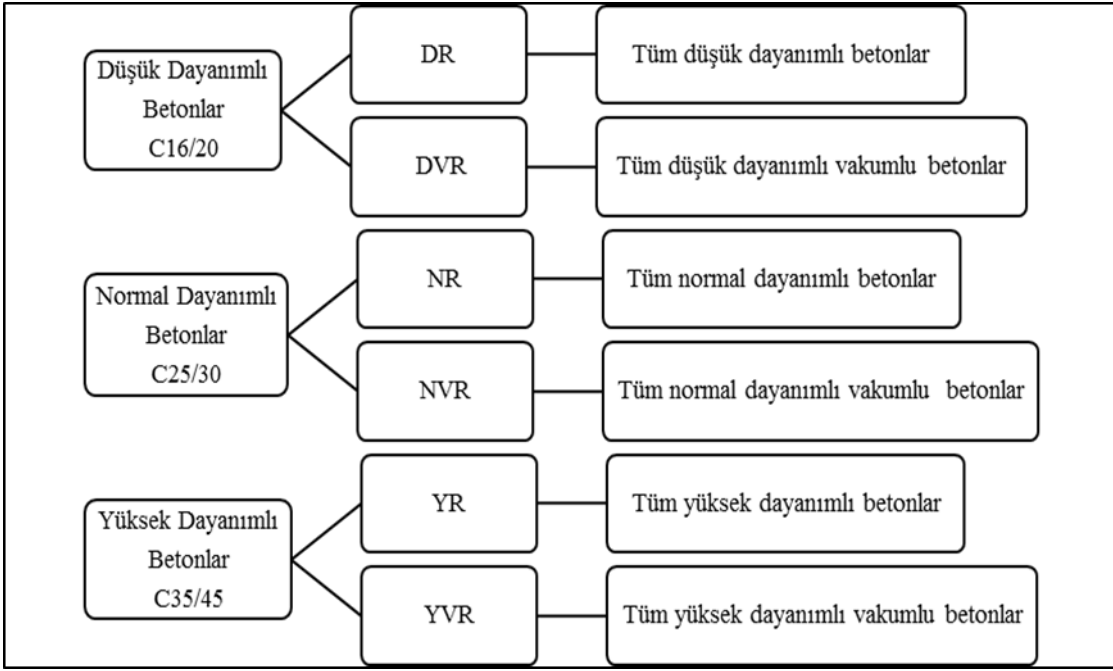 Düşük Dayanımlı
Betonlar
C16/20
DR
Tüm düşük dayanımlı betonlar
DVR
Tüm düşük dayanımlı vakumlu betonlar
Normal Dayanımlı
Betonlar
C25/30
NR
Tüm normal dayanımlı betonlar
NVR
Tüm normal dayanımlı vakumlu betonlar
Yüksek Dayanımlı
Betonlar
C35/45
YR
Tüm yüksek dayanımlı betonlar
YVR
Tüm yüksek dayanımlı vakumlu betonlar